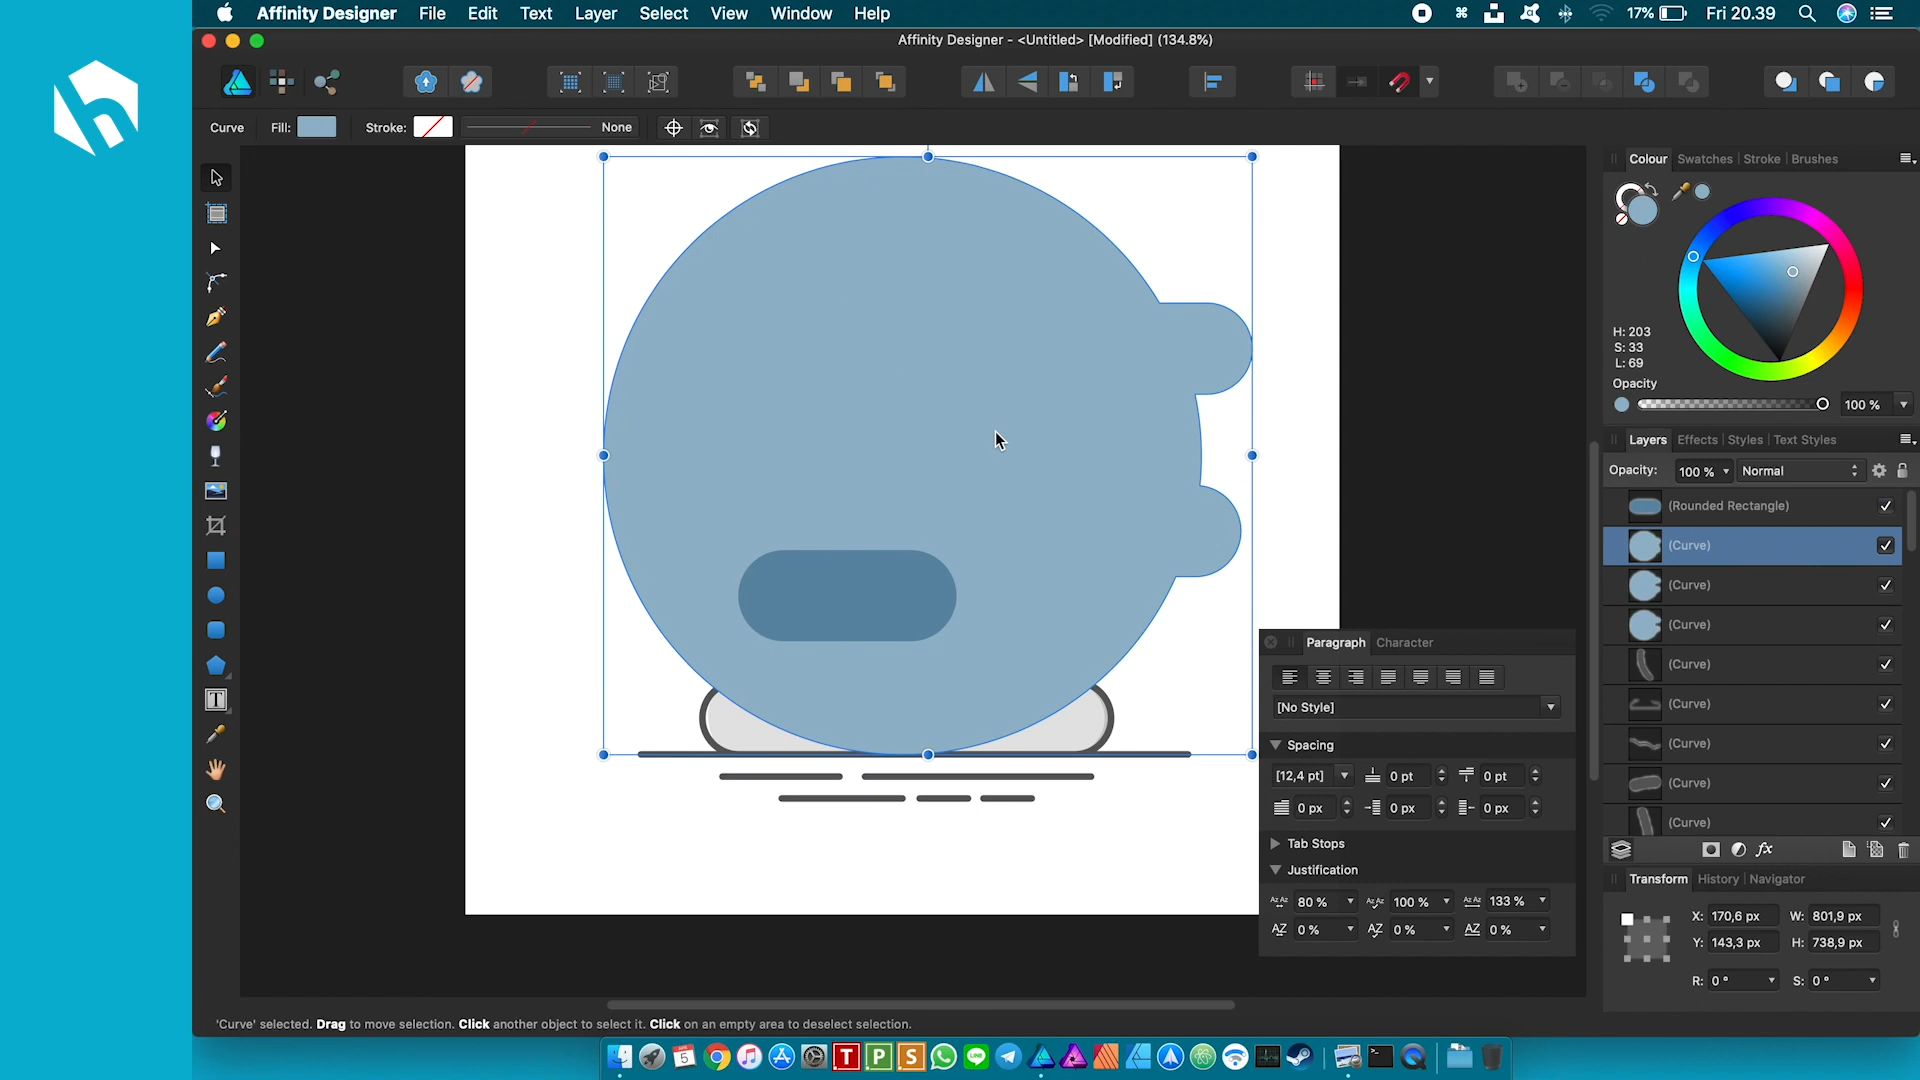 Affinity Designer File Edit Text Layer Select View Window Help 17% Fri 20.39
Affinity Designer - <Untitled> [Modified] (134.8%)
Curve Fill: Stroke: None
Colour Swatches Stroke Brushes
H: 203
S: 33
L: 69
Opacity
100 %
Layers Effects Styles Text Styles
Opacity: 100 % Normal
(Rounded Rectangle)
(Curve)
(Curve)
(Curve)
(Curve)
(Curve)
(Curve)
(Curve)
(Curve)
fx
Paragraph Character
[No Style]
Spacing
[12,4 pt] 0 pt 0 pt
0 px 0 px 0 px
Tab Stops
Justification
80 % 100 % 133 %
0 % 0 % 0 %
Transform History Navigator
X: 170,6 px W: 801,9 px
Y: 143,3 px H: 738,9 px
R: 0 ° S: 0 °
'Curve' selected. Drag to move selection. Click another object to select it. Click on an empty area to deselect selection.
5 T P S LINE